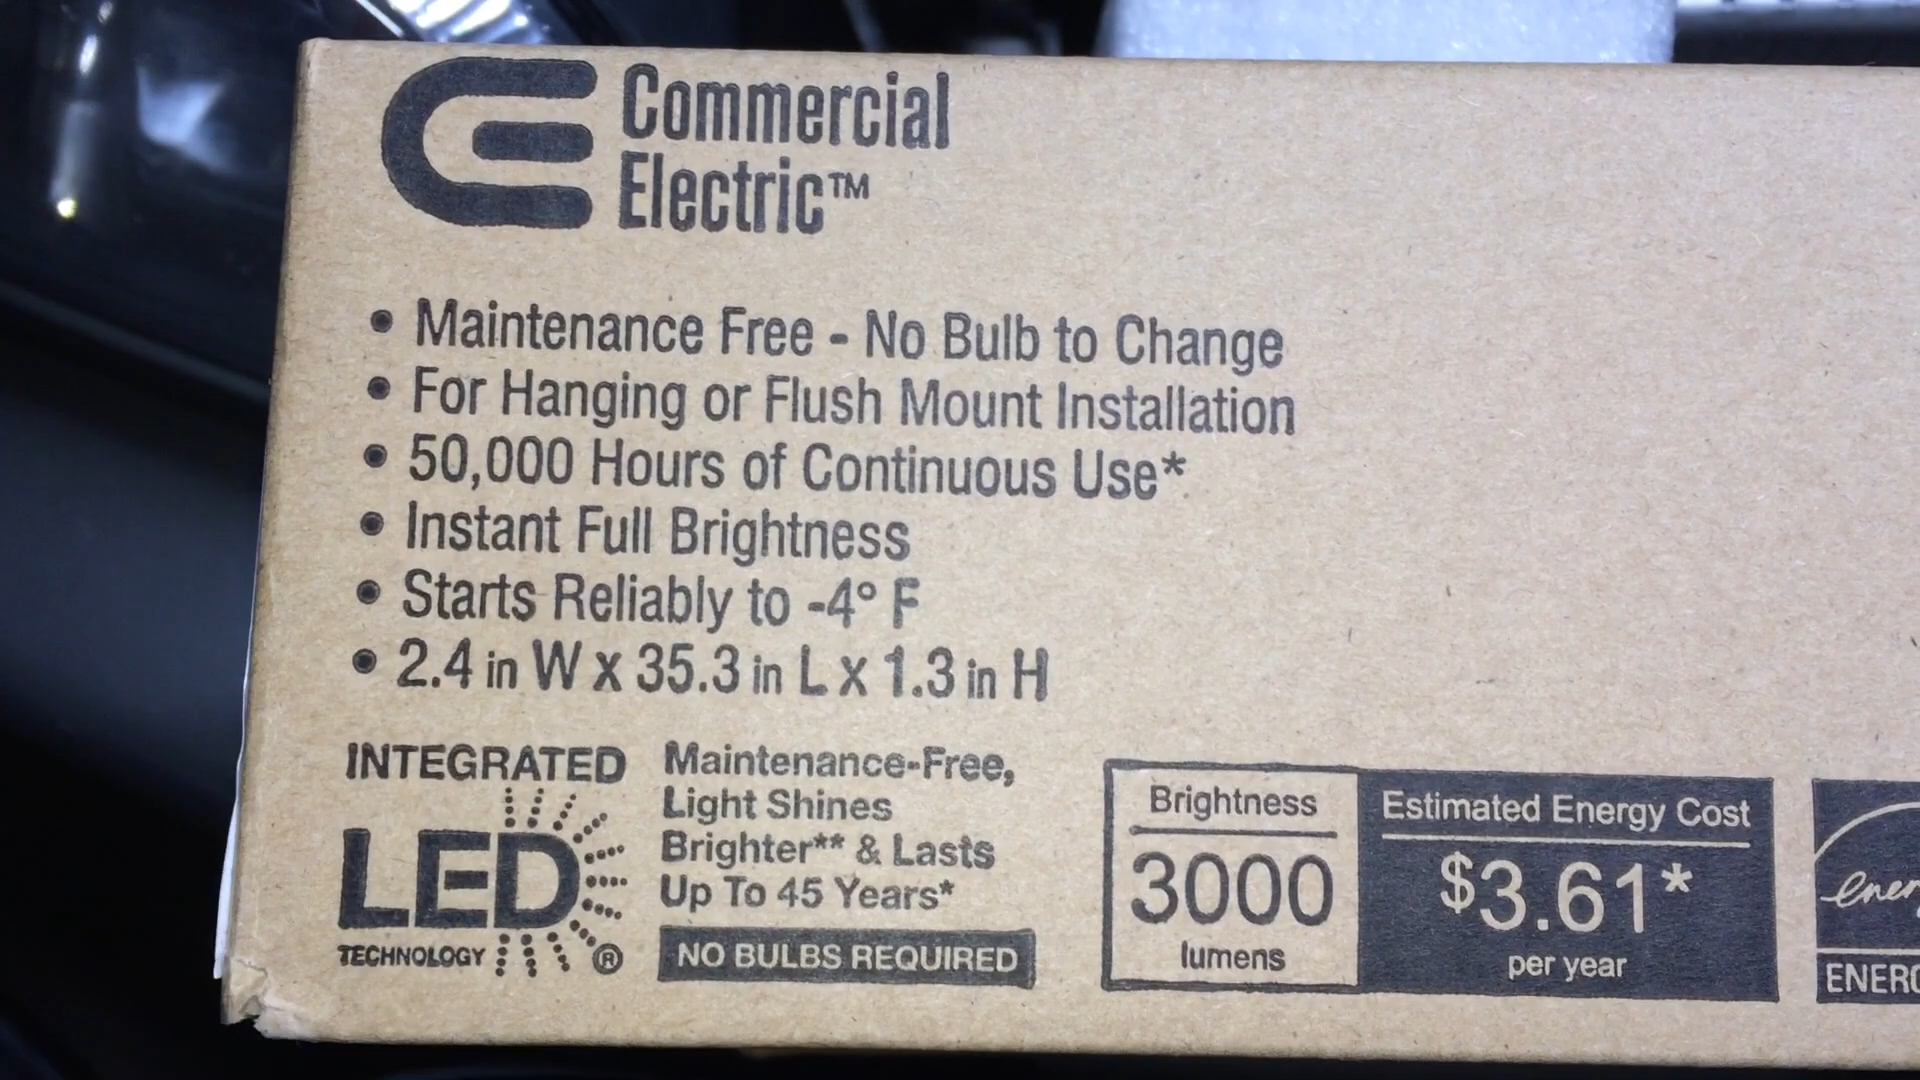 Commercial
Electric™
• Maintenance Free - No Bulb to Change
• For Hanging or Flush Mount Installation
• 50,000 Hours of Continuous Use*
• Instant Full Brightness
• Starts Reliably to -4° F
• 2.4 in W x 35.3 in L x 1.3 in H
INTEGRATED
LED
TECHNOLOGY ®
Maintenance-Free,
Light Shines
Brighter** & Lasts
Up To 45 Years*
NO BULBS REQUIRED
Brightness
3000
lumens
Estimated Energy Cost
$3.61*
per year